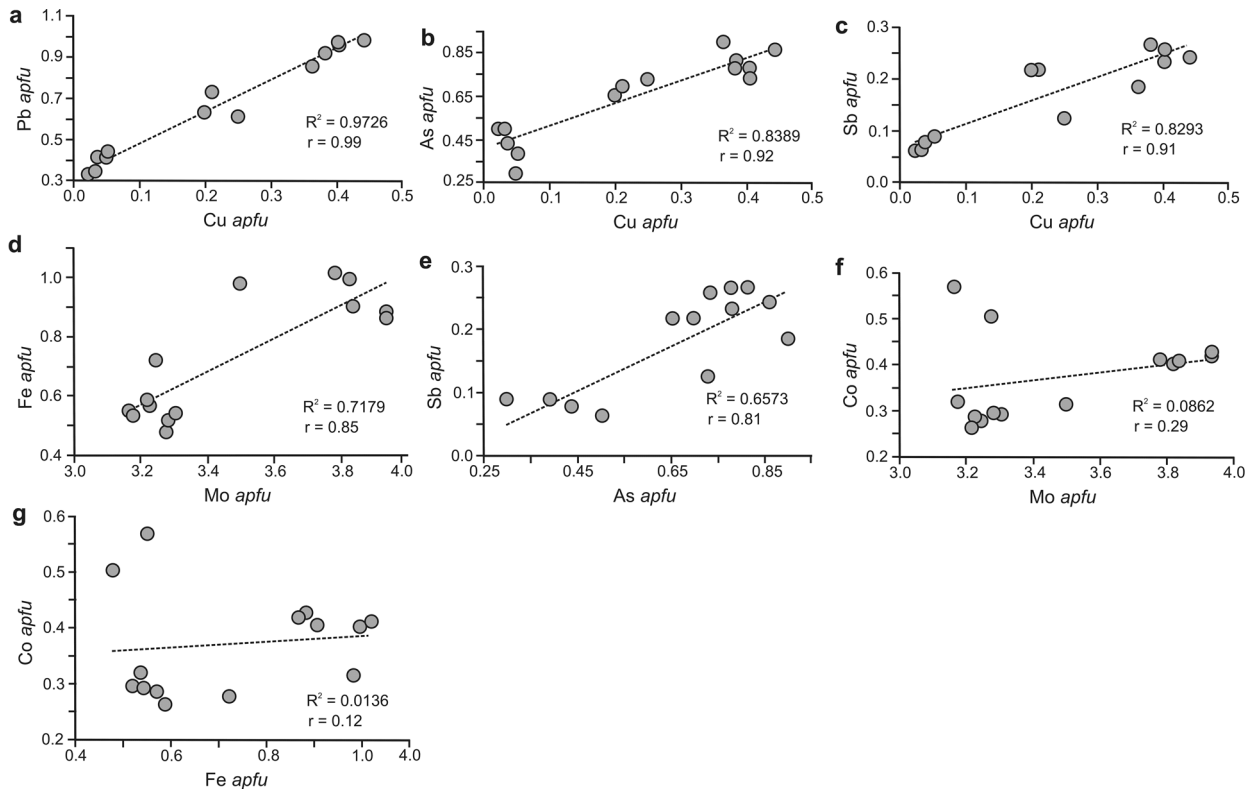 a
1.1
0.9
0.7
0.5
0.3
Pb apfu
R² = 0.9726
r = 0.99
0.0 0.1 0.2 0.3 0.4 0.5
Cu apfu
b
0.85
0.65
0.45
0.25
As apfu
R² = 0.8389
r = 0.92
0.0 0.1 0.2 0.3 0.4 0.5
Cu apfu
c
0.3
0.2
0.1
0.0
Sb apfu
R² = 0.8293
r = 0.91
0.0 0.1 0.2 0.3 0.4 0.5
Cu apfu
d
1.0
0.8
0.6
0.4
Fe apfu
R² = 0.7179
r = 0.85
3.0 3.2 3.4 3.6 3.8 4.0
Mo apfu
e
0.3
0.2
0.1
0.0
Sb apfu
R² = 0.6573
r = 0.81
0.25 0.45 0.65 0.85
As apfu
f
0.6
0.5
0.4
0.3
0.2
Co apfu
R² = 0.0862
r = 0.29
3.0 3.2 3.4 3.6 3.8 4.0
Mo apfu
g
0.6
0.5
0.4
0.3
0.2
Co apfu
R² = 0.0136
r = 0.12
0.4 0.6 0.8 1.0 4.0
Fe apfu